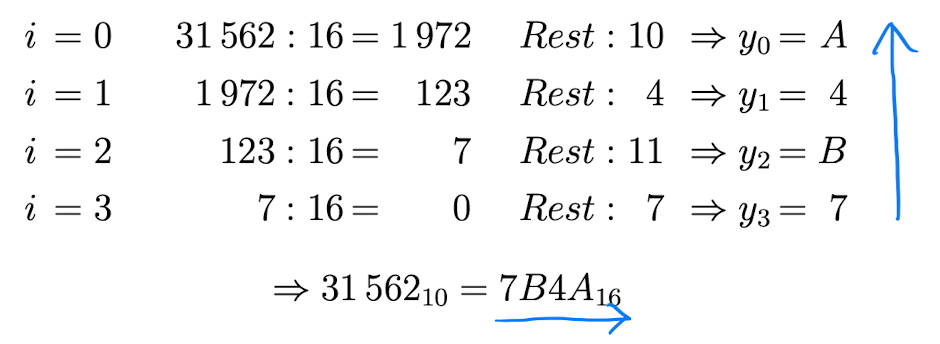 i = 0 31 562 : 16 = 1 972 Rest : 10 ⇒ y₀ = A
i = 1 1 972 : 16 = 123 Rest : 4 ⇒ y₁ = 4
i = 2 123 : 16 = 7 Rest : 11 ⇒ y₂ = B
i = 3 7 : 16 = 0 Rest : 7 ⇒ y₃ = 7
⇒ 31 562₁₀ = 7B4A₁₆